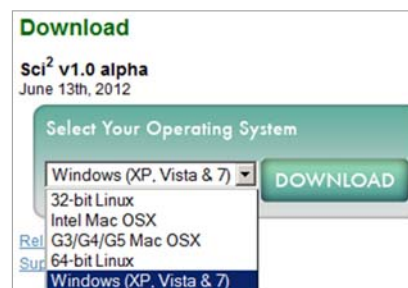 Download
Sci² v1.0 alpha
June 13th, 2012
Select Your Operating System
Windows (XP, Vista & 7)
DOWNLOAD
32-bit Linux
Intel Mac OSX
Rel
G3/G4/G5 Mac OSX
64-bit Linux
Windows (XP, Vista & 7)